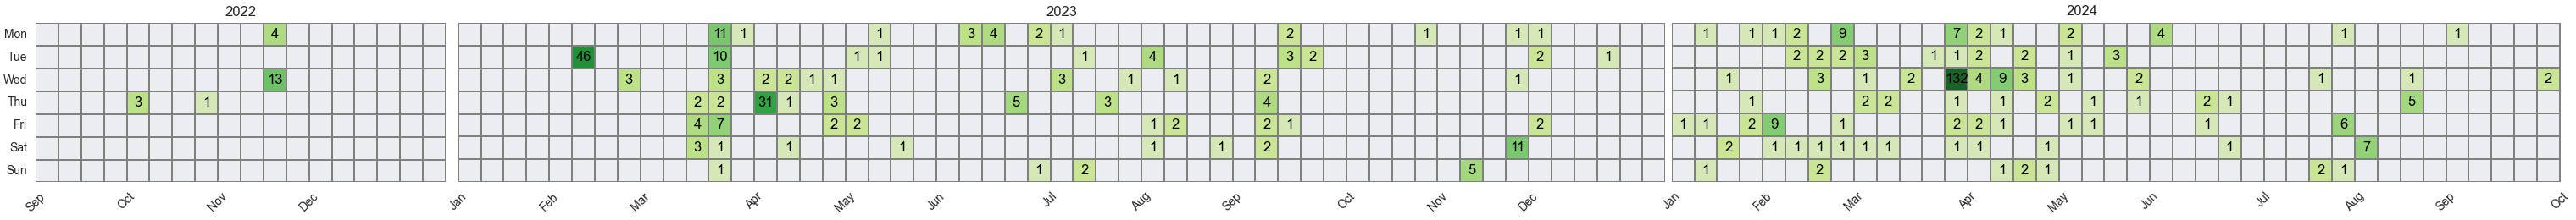 2022 2023 2024
Mon 4 11 1 1 3 4 2 1 2 1 1 1 1 1 1 2 9 7 2 1 2 4 1 1
Tue 46 10 1 1 1 4 3 2 2 1 2 2 2 3 1 1 2 2 1 3
Wed 13 3 3 2 2 1 1 3 1 1 2 1 1 3 1 2 132 4 9 3 1 2 1 1 2
Thu 3 1 2 2 31 1 3 5 3 4 1 2 2 1 1 2 1 1 2 1 5
Fri 4 7 2 2 1 2 2 1 2 1 1 2 9 1 2 2 1 1 1 1 6
Sat 3 1 1 1 1 1 2 11 2 1 1 1 1 1 1 1 1 1 1 7
Sun 1 1 2 5 1 2 1 2 1 2 1
Sep Oct Nov Dec Jan Feb Mar Apr May Jun Jul Aug Sep Oct Nov Dec Jan Feb Mar Apr May Jun Jul Aug Sep Oct